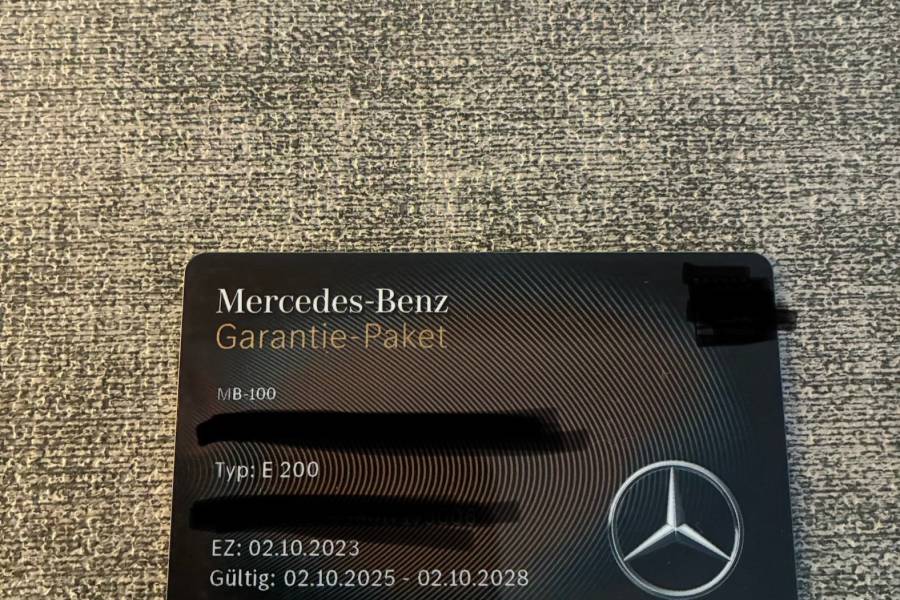 Mercedes-Benz
Garantie-Paket
MB-100
Typ: E 200
EZ: 02.10.2023
Gültig: 02.10.2025 - 02.10.2028